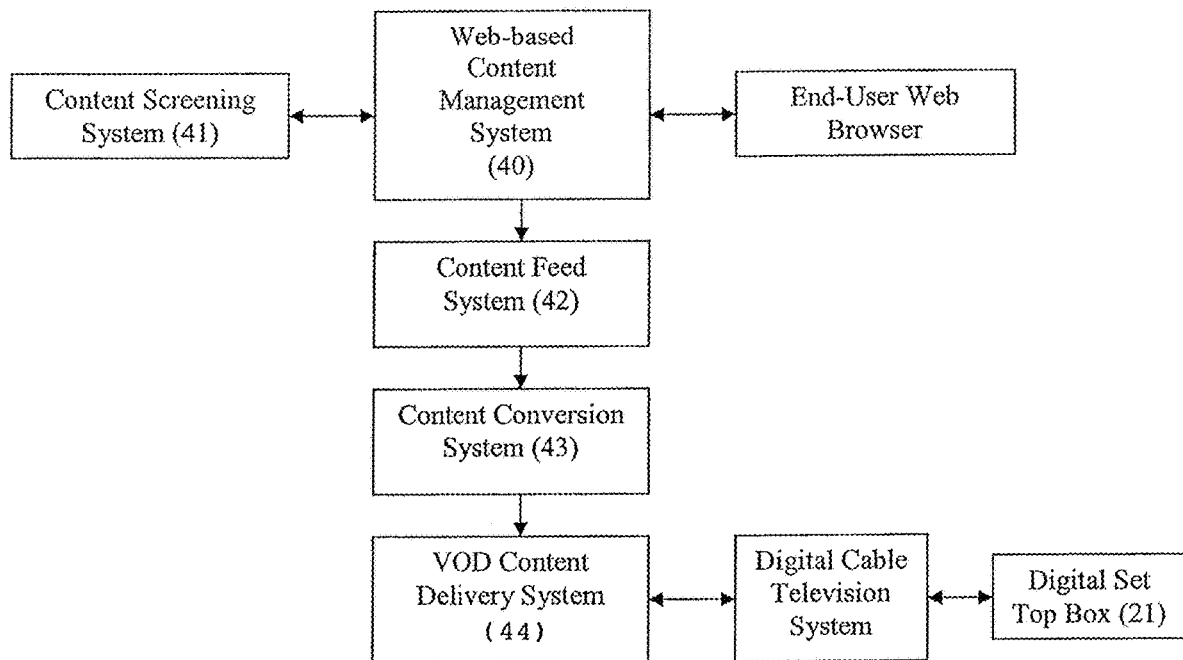 Web-based
Content
Management
System
(40)
Content Screening
System (41)
End-User Web
Browser
Content Feed
System (42)
Content Conversion
System (43)
VOD Content
Delivery System
(44)
Digital Cable
Television
System
Digital Set
Top Box (21)